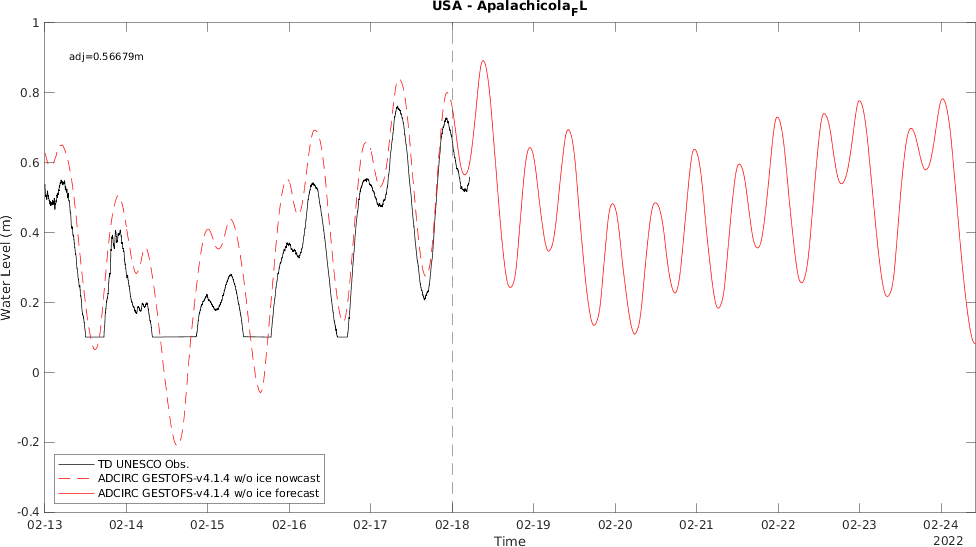 USA - Apalachicola_FL
adj=0.56679m
1
0.8
0.6
0.4
0.2
0
-0.2
-0.4
Water Level (m)
TD UNESCO Obs.
ADCIRC GESTOFS-v4.1.4 w/o ice nowcast
ADCIRC GESTOFS-v4.1.4 w/o ice forecast
02-13 02-14 02-15 02-16 02-17 02-18 02-19 02-20 02-21 02-22 02-23 02-24
Time
2022